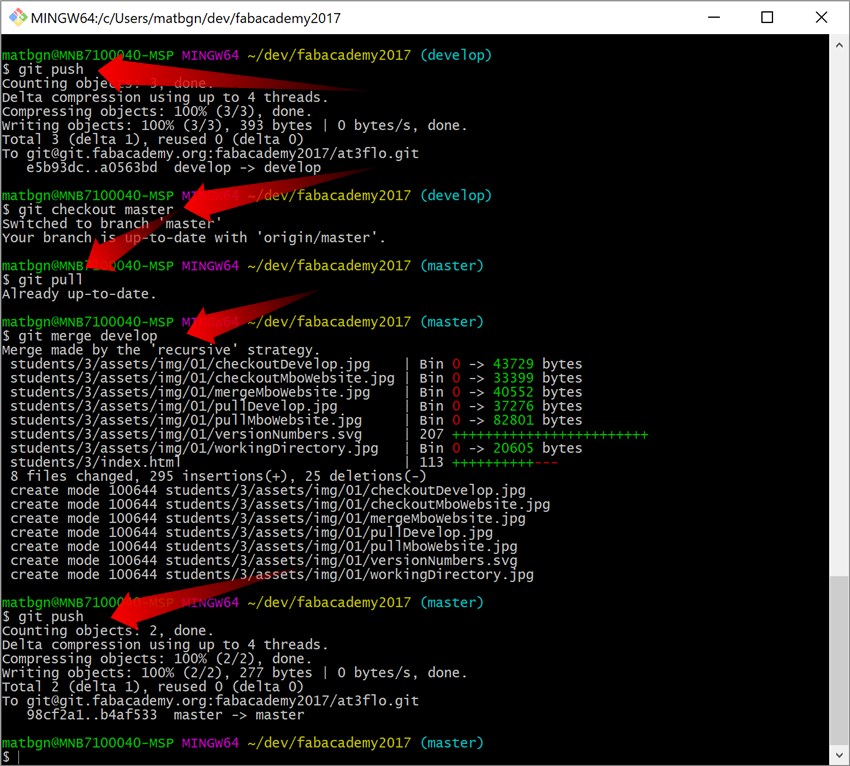 MINGW64:/c/Users/matbgn/dev/fabacademy2017
matbgn@MNB7100040-MSP MINGW64 ~/dev/fabacademy2017 (develop)
$ git push
Counting objects: 3, done.
Delta compression using up to 4 threads.
Compressing objects: 100% (3/3), done.
Writing objects: 100% (3/3), 393 bytes | 0 bytes/s, done.
Total 3 (delta 1), reused 0 (delta 0)
To git@git.fabacademy.org:fabacademy2017/at3flo.git
   e5b93dc..a0563bd  develop -> develop
matbgn@MNB7100040-MSP MINGW64 ~/dev/fabacademy2017 (develop)
$ git checkout master
Switched to branch 'master'
Your branch is up-to-date with 'origin/master'.
matbgn@MNB7100040-MSP MINGW64 ~/dev/fabacademy2017 (master)
$ git pull
Already up-to-date.
matbgn@MNB7100040-MSP MINGW64 ~/dev/fabacademy2017 (master)
$ git merge develop
Merge made by the 'recursive' strategy.
 students/3/assets/img/01/checkoutDevelop.jpg    | Bin 0 -> 43729 bytes
 students/3/assets/img/01/checkoutMboWebsite.jpg | Bin 0 -> 33399 bytes
 students/3/assets/img/01/mergeMboWebsite.jpg    | Bin 0 -> 40552 bytes
 students/3/assets/img/01/pullDevelop.jpg        | Bin 0 -> 37276 bytes
 students/3/assets/img/01/pullMboWebsite.jpg     | Bin 0 -> 82801 bytes
 students/3/assets/img/01/versionNumbers.svg     | 207 ++++++++++++++++++++++++
 students/3/assets/img/01/workingDirectory.jpg   | Bin 0 -> 20605 bytes
 students/3/index.html                           | 113 ++++++++++---
 8 files changed, 295 insertions(+), 25 deletions(-)
 create mode 100644 students/3/assets/img/01/checkoutDevelop.jpg
 create mode 100644 students/3/assets/img/01/checkoutMboWebsite.jpg
 create mode 100644 students/3/assets/img/01/mergeMboWebsite.jpg
 create mode 100644 students/3/assets/img/01/pullDevelop.jpg
 create mode 100644 students/3/assets/img/01/pullMboWebsite.jpg
 create mode 100644 students/3/assets/img/01/versionNumbers.svg
 create mode 100644 students/3/assets/img/01/workingDirectory.jpg
matbgn@MNB7100040-MSP MINGW64 ~/dev/fabacademy2017 (master)
$ git push
Counting objects: 2, done.
Delta compression using up to 4 threads.
Compressing objects: 100% (2/2), done.
Writing objects: 100% (2/2), 277 bytes | 0 bytes/s, done.
Total 2 (delta 1), reused 0 (delta 0)
To git@git.fabacademy.org:fabacademy2017/at3flo.git
   98cf2a1..b4af533  master -> master
matbgn@MNB7100040-MSP MINGW64 ~/dev/fabacademy2017 (master)
$